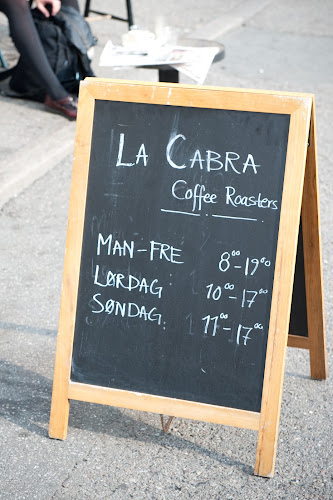 LA CABRA
Coffee Roasters
MAN-FRE 8⁰⁰-19⁰⁰
LØRDAG: 10⁰⁰-17⁰⁰
SØNDAG: 11⁰⁰-17⁰⁰